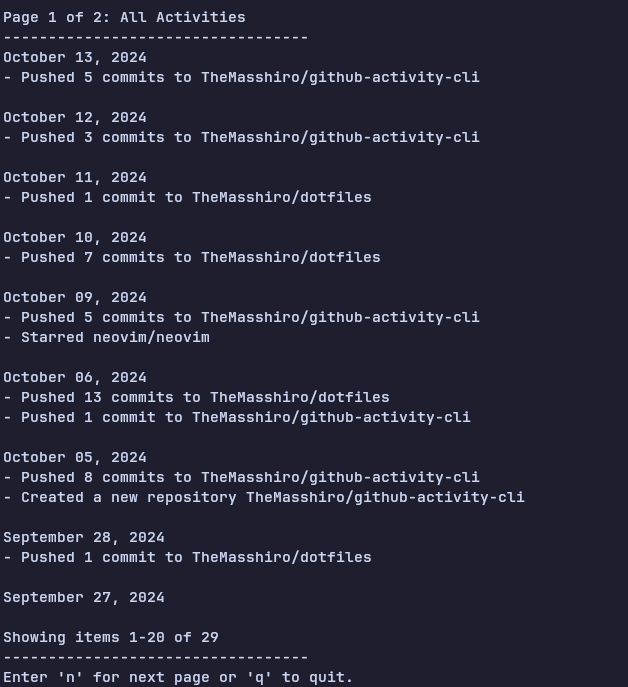 Page 1 of 2: All Activities
----------------------------------
October 13, 2024
- Pushed 5 commits to TheMasshiro/github-activity-cli
October 12, 2024
- Pushed 3 commits to TheMasshiro/github-activity-cli
October 11, 2024
- Pushed 1 commit to TheMasshiro/dotfiles
October 10, 2024
- Pushed 7 commits to TheMasshiro/dotfiles
October 09, 2024
- Pushed 5 commits to TheMasshiro/github-activity-cli
- Starred neovim/neovim
October 06, 2024
- Pushed 13 commits to TheMasshiro/dotfiles
- Pushed 1 commit to TheMasshiro/github-activity-cli
October 05, 2024
- Pushed 8 commits to TheMasshiro/github-activity-cli
- Created a new repository TheMasshiro/github-activity-cli
September 28, 2024
- Pushed 1 commit to TheMasshiro/dotfiles
September 27, 2024
Showing items 1-20 of 29
----------------------------------
Enter 'n' for next page or 'q' to quit.